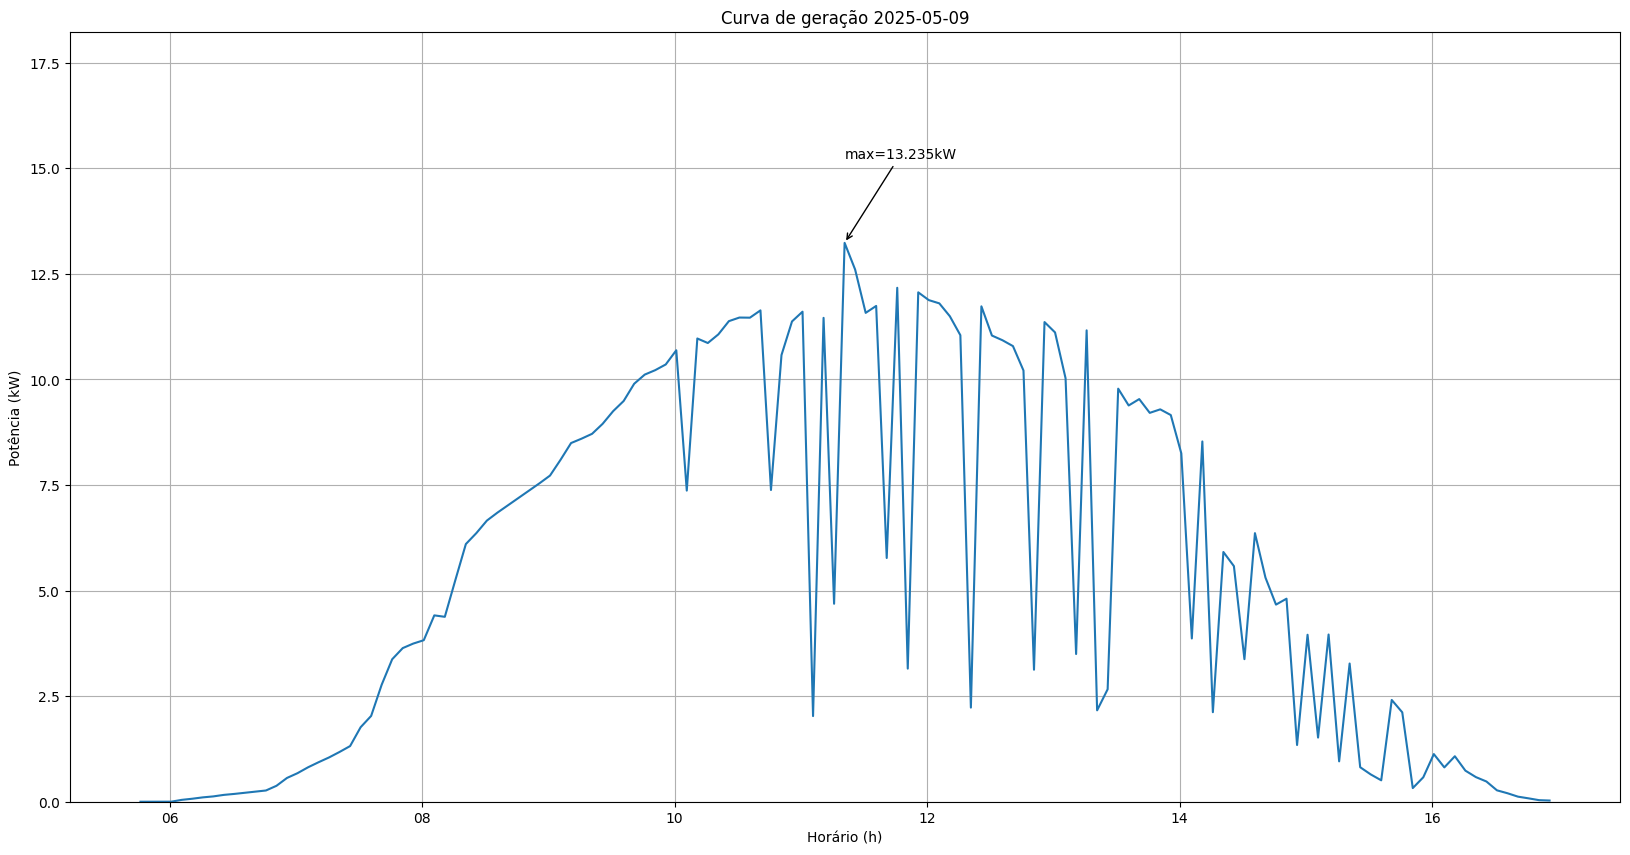 Curva de geração 2025-05-09
17.5
15.0
12.5
10.0
7.5
5.0
2.5
0.0
Potência (kW)
max=13.235kW
06 08 10 12 14 16
Horário (h)